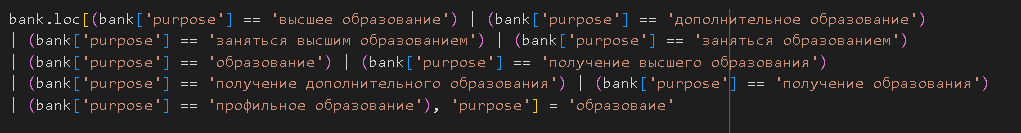 bank.loc[(bank['purpose'] == 'высшее образование') | (bank['purpose'] == 'дополнительное образование')
| (bank['purpose'] == 'заняться высшим образованием') | (bank['purpose'] == 'заняться образованием')
| (bank['purpose'] == 'образование') | (bank['purpose'] == 'получение высшего образования')
| (bank['purpose'] == 'получение дополнительного образования') | (bank['purpose'] == 'получение образования')
| (bank['purpose'] == 'профильное образование'), 'purpose'] = 'образоваие'